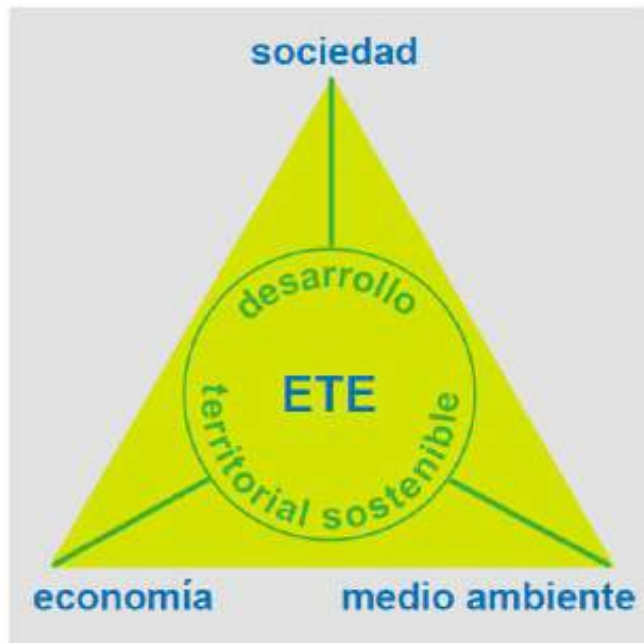 sociedad
desarrollo
ETE
territorial sostenible
economía
medio ambiente